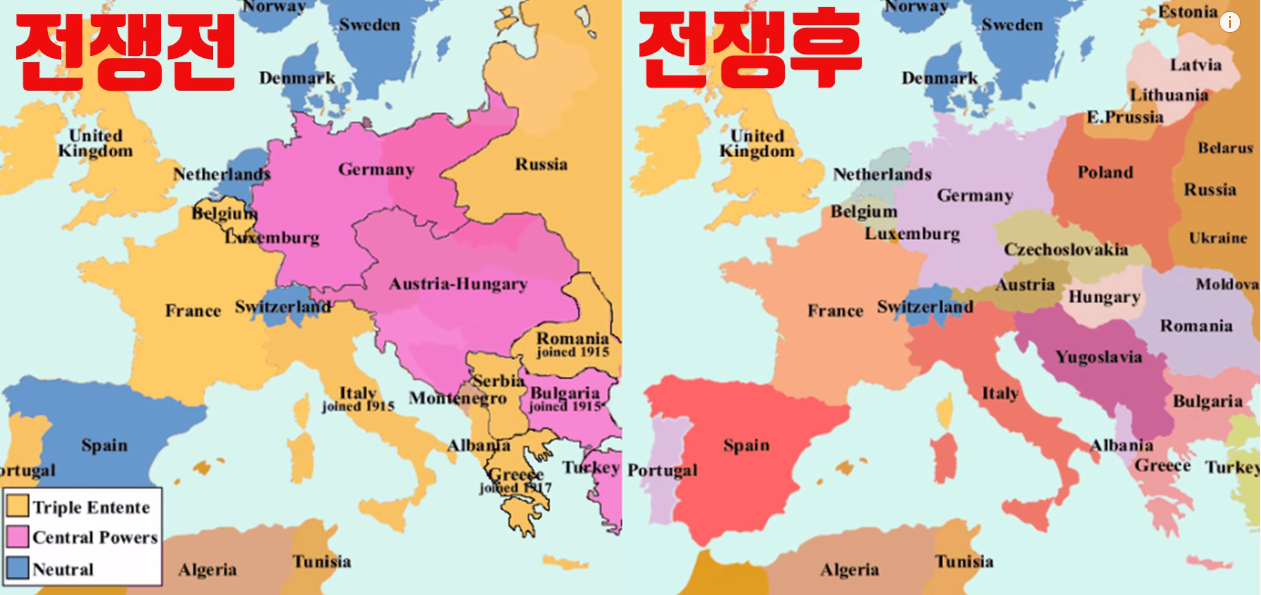 전쟁전
Norway
Sweden
Denmark
United
Kingdom
Netherlands
Germany
Russia
Belgium
Luxemburg
Austria-Hungary
France
Switzerland
Romania
joined 1915
Serbia
Italy
joined 1915
Montenegro
Bulgaria
joined 1915
Spain
Albania
ortugal
Greece
joined 1917
Turkey
Triple Entente
Central Powers
Neutral
Algeria
Tunisia
전쟁후
Norway
Sweden
Estonia
i
Latvia
Denmark
Lithuania
E.Prussia
United
Kingdom
Belarus
Netherlands
Poland
Germany
Russia
Belgium
Luxemburg
Ukraine
Czechoslovakia
Austria
Moldova
Hungary
France
Switzerland
Romania
Yugoslavia
Italy
Bulgaria
Spain
Albania
Portugal
Greece
Turkey
Algeria
Tunisia